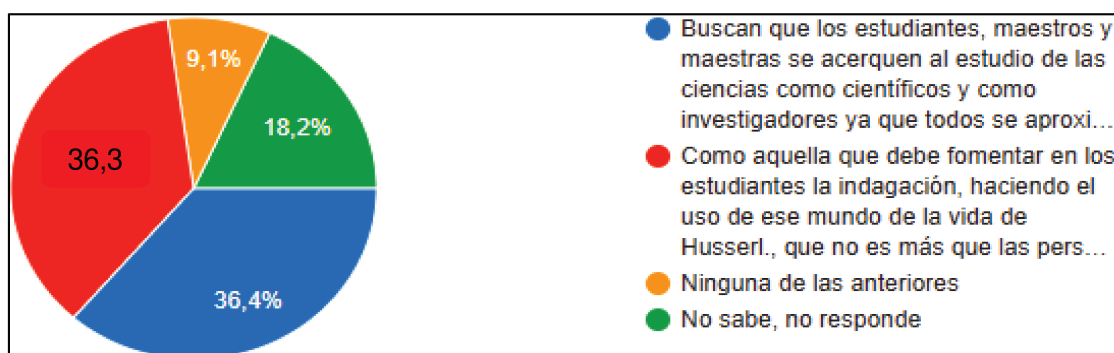 9,1%
18,2%
36,3
36,4%
Buscan que los estudiantes, maestros y
maestras se acerquen al estudio de las
ciencias como científicos y como
investigadores ya que todos se aproxi...
Como aquella que debe fomentar en los
estudiantes la indagación, haciendo el
uso de ese mundo de la vida de
Husserl., que no es más que las pers...
Ninguna de las anteriores
No sabe, no responde